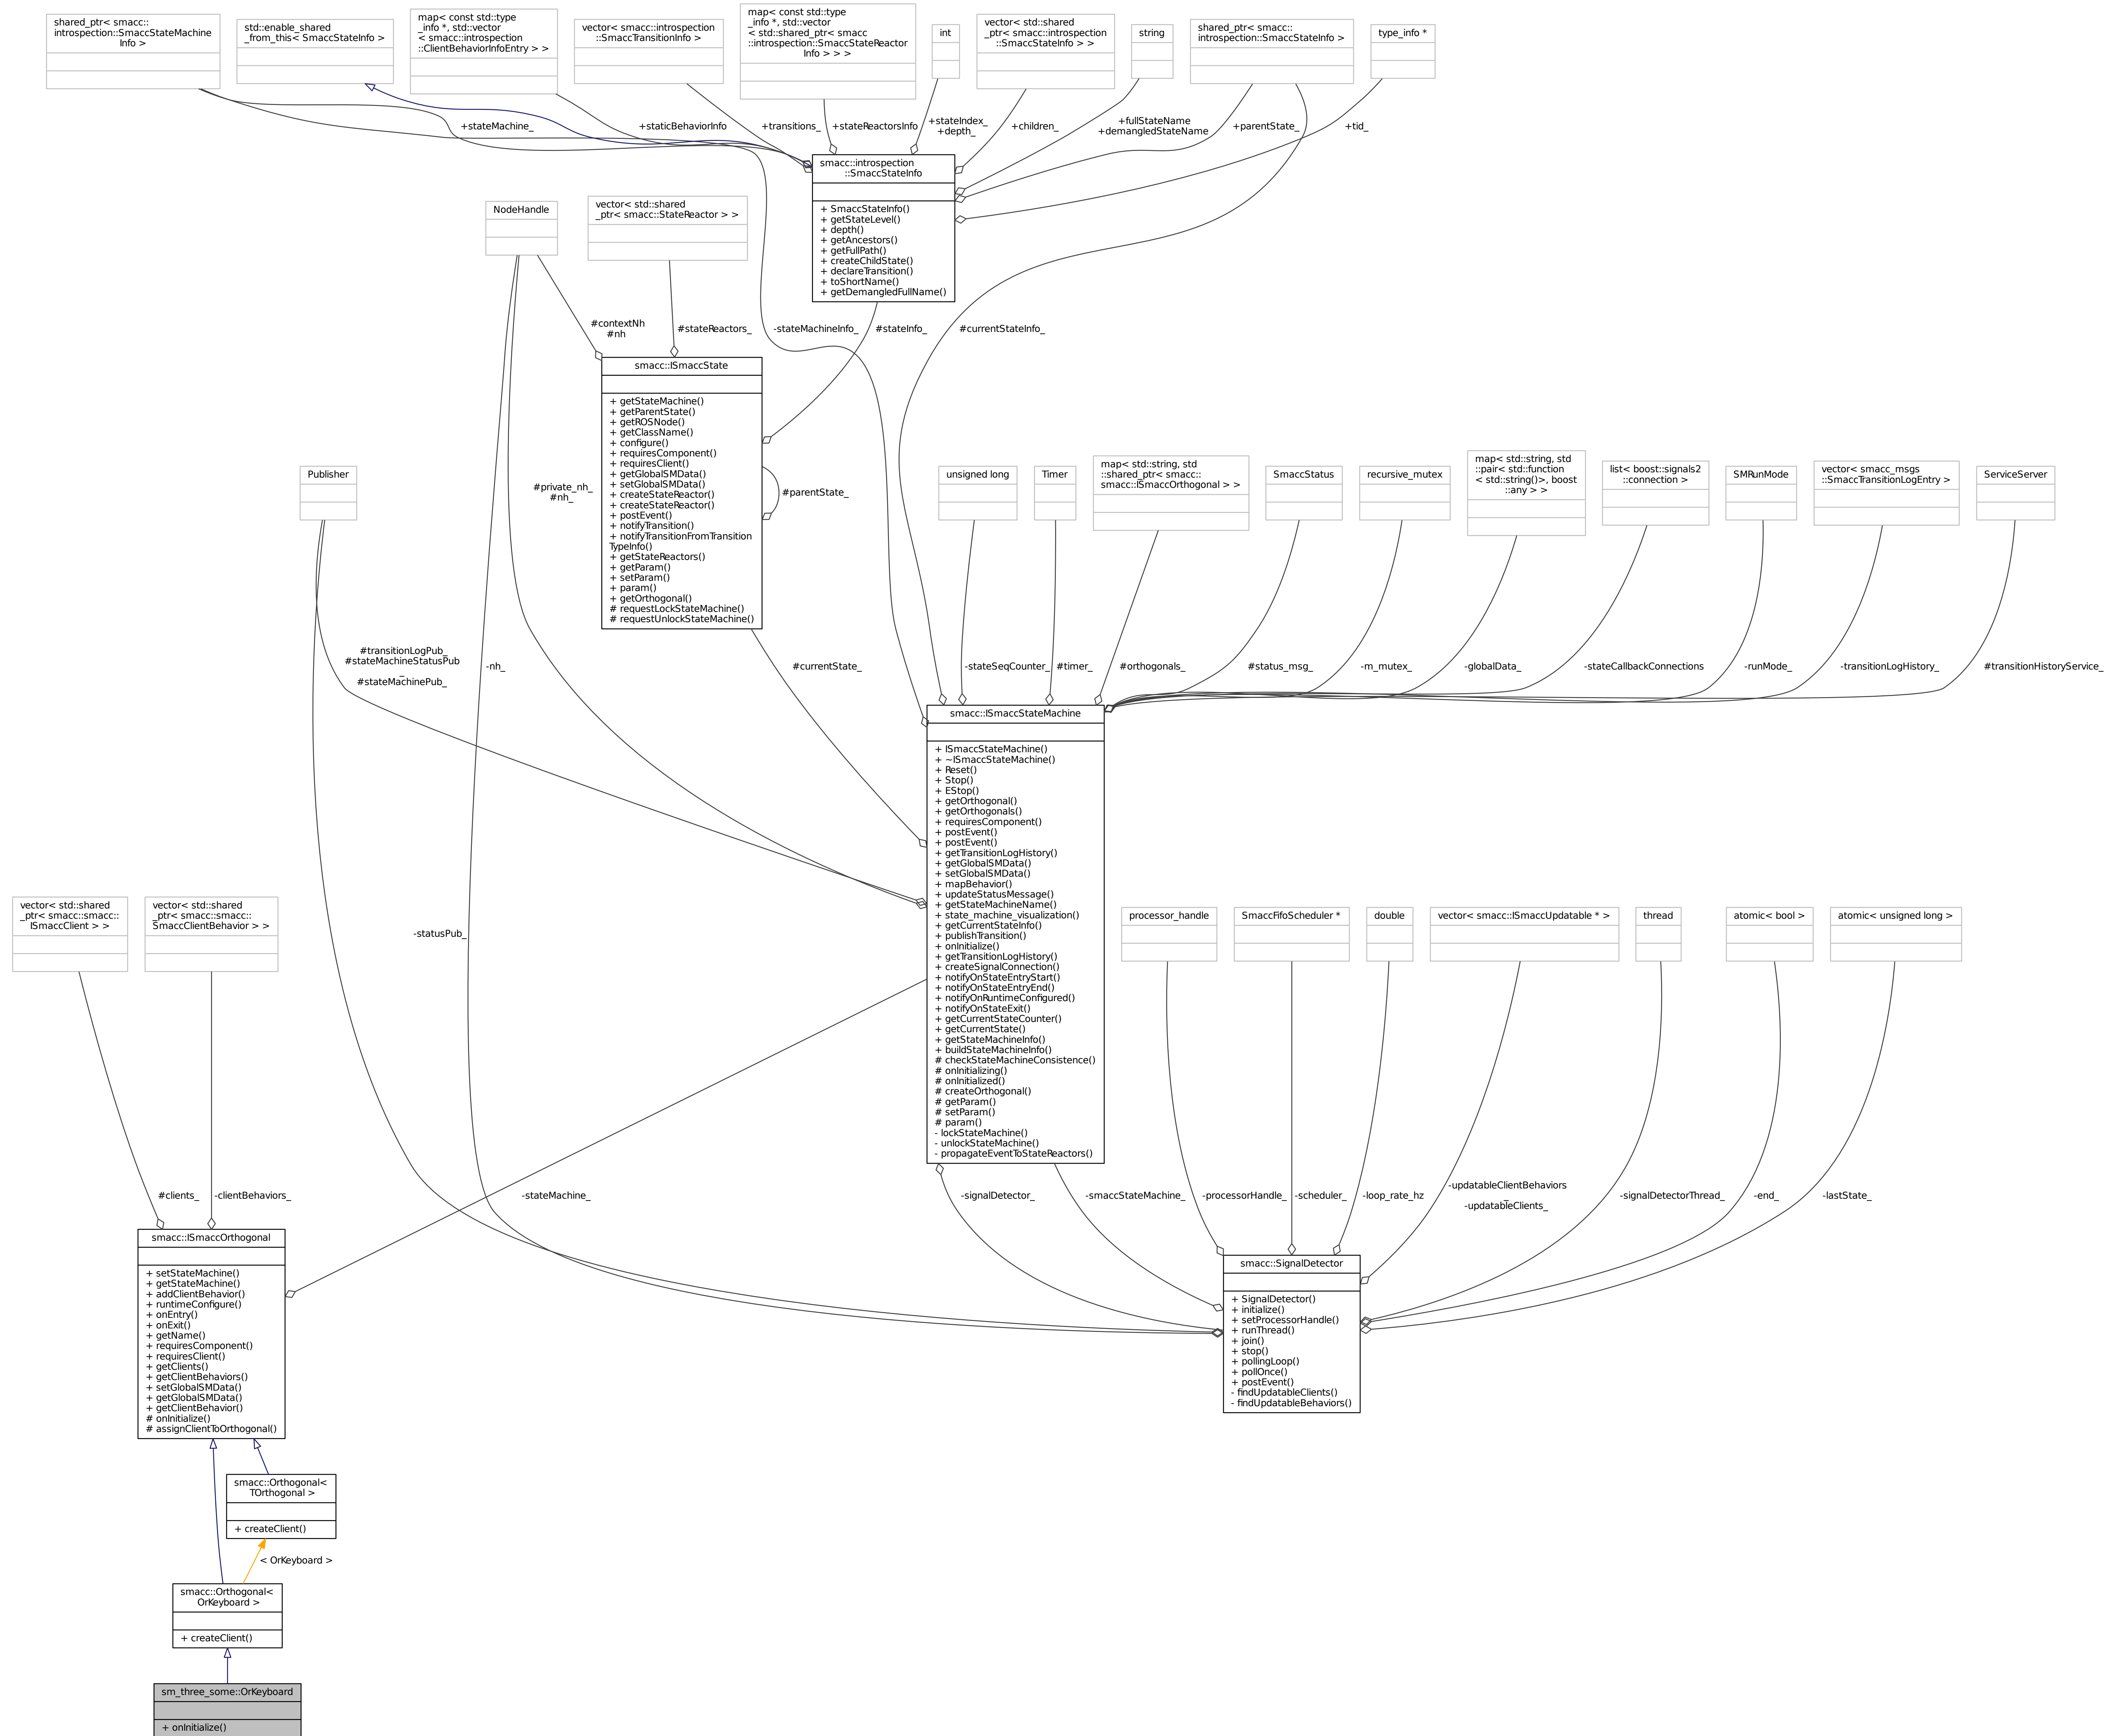 shared_ptr< smacc::
introspection::SmaccStateMachine
Info >
std::enable_shared
_from_this< SmaccStateInfo >
map< const std::type
_info *, std::vector
< smacc::introspection
::ClientBehaviorInfoEntry > >
vector< smacc::introspection
::SmaccTransitionInfo >
map< const std::type
_info *, std::vector
< std::shared_ptr< smacc
::introspection::SmaccStateReactor
Info > > >
int
vector< std::shared
_ptr< smacc::introspection
::SmaccStateInfo > >
string
shared_ptr< smacc::
introspection::SmaccStateInfo >
type_info *
+stateMachine_
+staticBehaviorInfo
+transitions_
+stateReactorsInfo
+stateIndex_
+depth_
+children_
+fullStateName
+demangledStateName
+parentState_
+tid_
smacc::introspection
::SmaccStateInfo
+ SmaccStateInfo()
+ getStateLevel()
+ depth()
+ getAncestors()
+ getFullPath()
+ createChildState()
+ declareTransition()
+ toShortName()
+ getDemangledFullName()
NodeHandle
vector< std::shared
_ptr< smacc::StateReactor > >
#contextNh
#nh
#stateReactors_
-stateMachineInfo_
#stateInfo_
#currentStateInfo_
smacc::ISmaccState
+ getStateMachine()
+ getParentState()
+ getROSNode()
+ getClassName()
+ configure()
+ requiresComponent()
+ requiresClient()
+ getGlobalSMData()
+ setGlobalSMData()
+ createStateReactor()
+ createStateReactor()
+ postEvent()
+ notifyTransition()
+ notifyTransitionFromTransition
TypeInfo()
+ getStateReactors()
+ getParam()
+ setParam()
+ param()
+ getOrthogonal()
# requestLockStateMachine()
# requestUnlockStateMachine()
#parentState_
Publisher
#private_nh_
#nh_
unsigned long
Timer
map< std::string, std
::shared_ptr< smacc::
smacc::ISmaccOrthogonal > >
SmaccStatus
recursive_mutex
map< std::string, std
::pair< std::function
< std::string()>, boost
::any > >
list< boost::signals2
::connection >
SMRunMode
vector< smacc_msgs
::SmaccTransitionLogEntry >
ServiceServer
#transitionLogPub_
#stateMachineStatusPub
_
#stateMachinePub_
-nh_
#currentState_
-stateSeqCounter_
#timer_
#orthogonals_
#status_msg_
-m_mutex_
-globalData_
-stateCallbackConnections
-runMode_
-transitionLogHistory_
#transitionHistoryService_
smacc::ISmaccStateMachine
+ ISmaccStateMachine()
+ ~ISmaccStateMachine()
+ Reset()
+ Stop()
+ EStop()
+ getOrthogonal()
+ getOrthogonals()
+ requiresComponent()
+ postEvent()
+ postEvent()
+ getTransitionLogHistory()
+ getGlobalSMData()
+ setGlobalSMData()
+ mapBehavior()
+ updateStatusMessage()
+ getStateMachineName()
+ state_machine_visualization()
+ getCurrentStateInfo()
+ publishTransition()
+ onInitialize()
+ getTransitionLogHistory()
+ createSignalConnection()
+ notifyOnStateEntryStart()
+ notifyOnStateEntryEnd()
+ notifyOnRuntimeConfigured()
+ notifyOnStateExit()
+ getCurrentStateCounter()
+ getCurrentState()
+ getStateMachineInfo()
+ buildStateMachineInfo()
# checkStateMachineConsistence()
# onInitializing()
# onInitialized()
# createOrthogonal()
# getParam()
# setParam()
# param()
- lockStateMachine()
- unlockStateMachine()
- propagateEventToStateReactors()
vector< std::shared
_ptr< smacc::smacc::
ISmaccClient > >
vector< std::shared
_ptr< smacc::smacc::
SmaccClientBehavior > >
-statusPub_
processor_handle
SmaccFifoScheduler *
double
vector< smacc::ISmaccUpdatable * >
thread
atomic< bool >
atomic< unsigned long >
#clients_
-clientBehaviors_
-stateMachine_
-signalDetector_
-smaccStateMachine_
-processorHandle_
-scheduler_
-loop_rate_hz
-updatableClientBehaviors
_
-updatableClients_
-signalDetectorThread_
-end_
-lastState_
smacc::ISmaccOrthogonal
+ setStateMachine()
+ getStateMachine()
+ addClientBehavior()
+ runtimeConfigure()
+ onEntry()
+ onExit()
+ getName()
+ requiresComponent()
+ requiresClient()
+ getClients()
+ getClientBehaviors()
+ setGlobalSMData()
+ getGlobalSMData()
+ getClientBehavior()
# onInitialize()
# assignClientToOrthogonal()
smacc::SignalDetector
+ SignalDetector()
+ initialize()
+ setProcessorHandle()
+ runThread()
+ join()
+ stop()
+ pollingLoop()
+ pollOnce()
+ postEvent()
- findUpdatableClients()
- findUpdatableBehaviors()
smacc::Orthogonal<
TOrthogonal >
+ createClient()
< OrKeyboard >
smacc::Orthogonal<
OrKeyboard >
+ createClient()
sm_three_some::OrKeyboard
+ onInitialize()